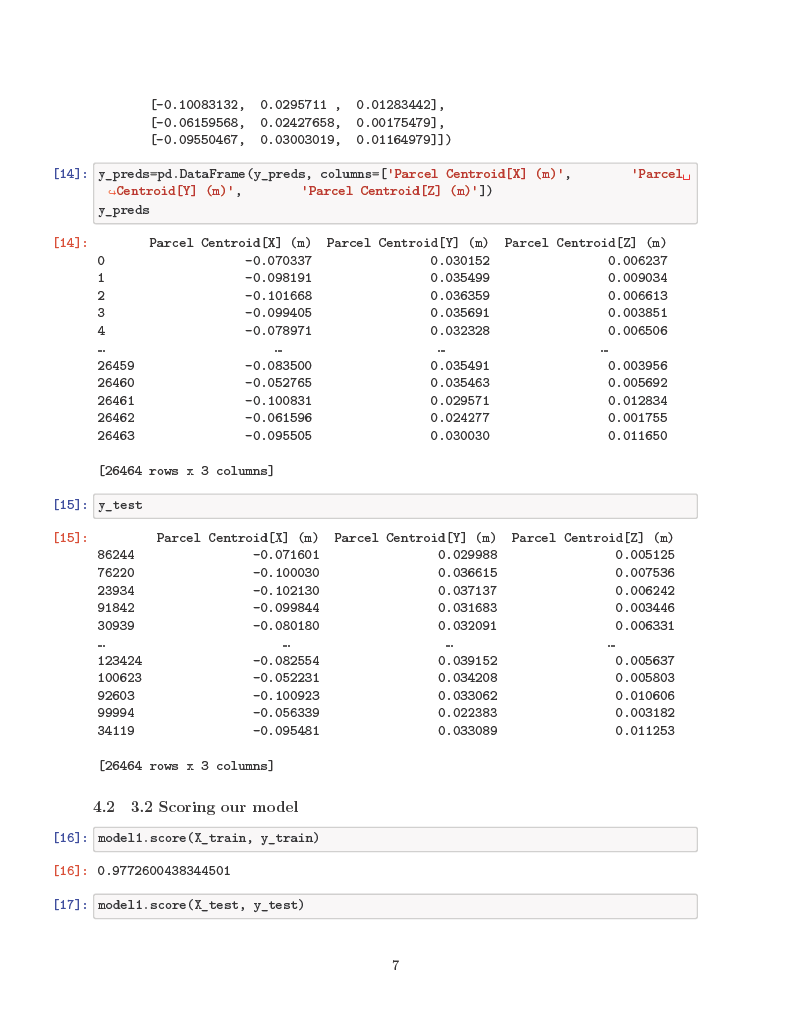 [-0.10083132,  0.0295711 ,  0.01283442],
[-0.06159568,  0.02427658,  0.00175479],
[-0.09550467,  0.03003019,  0.01164979]])
[14]: y_preds=pd.DataFrame(y_preds, columns=['Parcel Centroid[X] (m)',        'Parcel␣
↪Centroid[Y] (m)',        'Parcel Centroid[Z] (m)'])
y_preds
[14]:        Parcel Centroid[X] (m)  Parcel Centroid[Y] (m)  Parcel Centroid[Z] (m)
0                   -0.070337                0.030152                0.006237
1                   -0.098191                0.035499                0.009034
2                   -0.101668                0.036359                0.006613
3                   -0.099405                0.035691                0.003851
4                   -0.078971                0.032328                0.006506
…                       …                     …                     …
26459               -0.083500                0.035491                0.003956
26460               -0.052765                0.035463                0.005692
26461               -0.100831                0.029571                0.012834
26462               -0.061596                0.024277                0.001755
26463               -0.095505                0.030030                0.011650
[26464 rows x 3 columns]
[15]: y_test
[15]:         Parcel Centroid[X] (m)  Parcel Centroid[Y] (m)  Parcel Centroid[Z] (m)
86244                -0.071601                0.029988                0.005125
76220                -0.100030                0.036615                0.007536
23934                -0.102130                0.037137                0.006242
91842                -0.099844                0.031683                0.003446
30939                -0.080180                0.032091                0.006331
…                        …                     …                     …
123424               -0.082554                0.039152                0.005637
100623               -0.052231                0.034208                0.005803
92603                -0.100923                0.033062                0.010606
99994                -0.056339                0.022383                0.003182
34119                -0.095481                0.033089                0.011253
[26464 rows x 3 columns]
4.2 3.2 Scoring our model
[16]: model1.score(X_train, y_train)
[16]: 0.9772600438344501
[17]: model1.score(X_test, y_test)
7